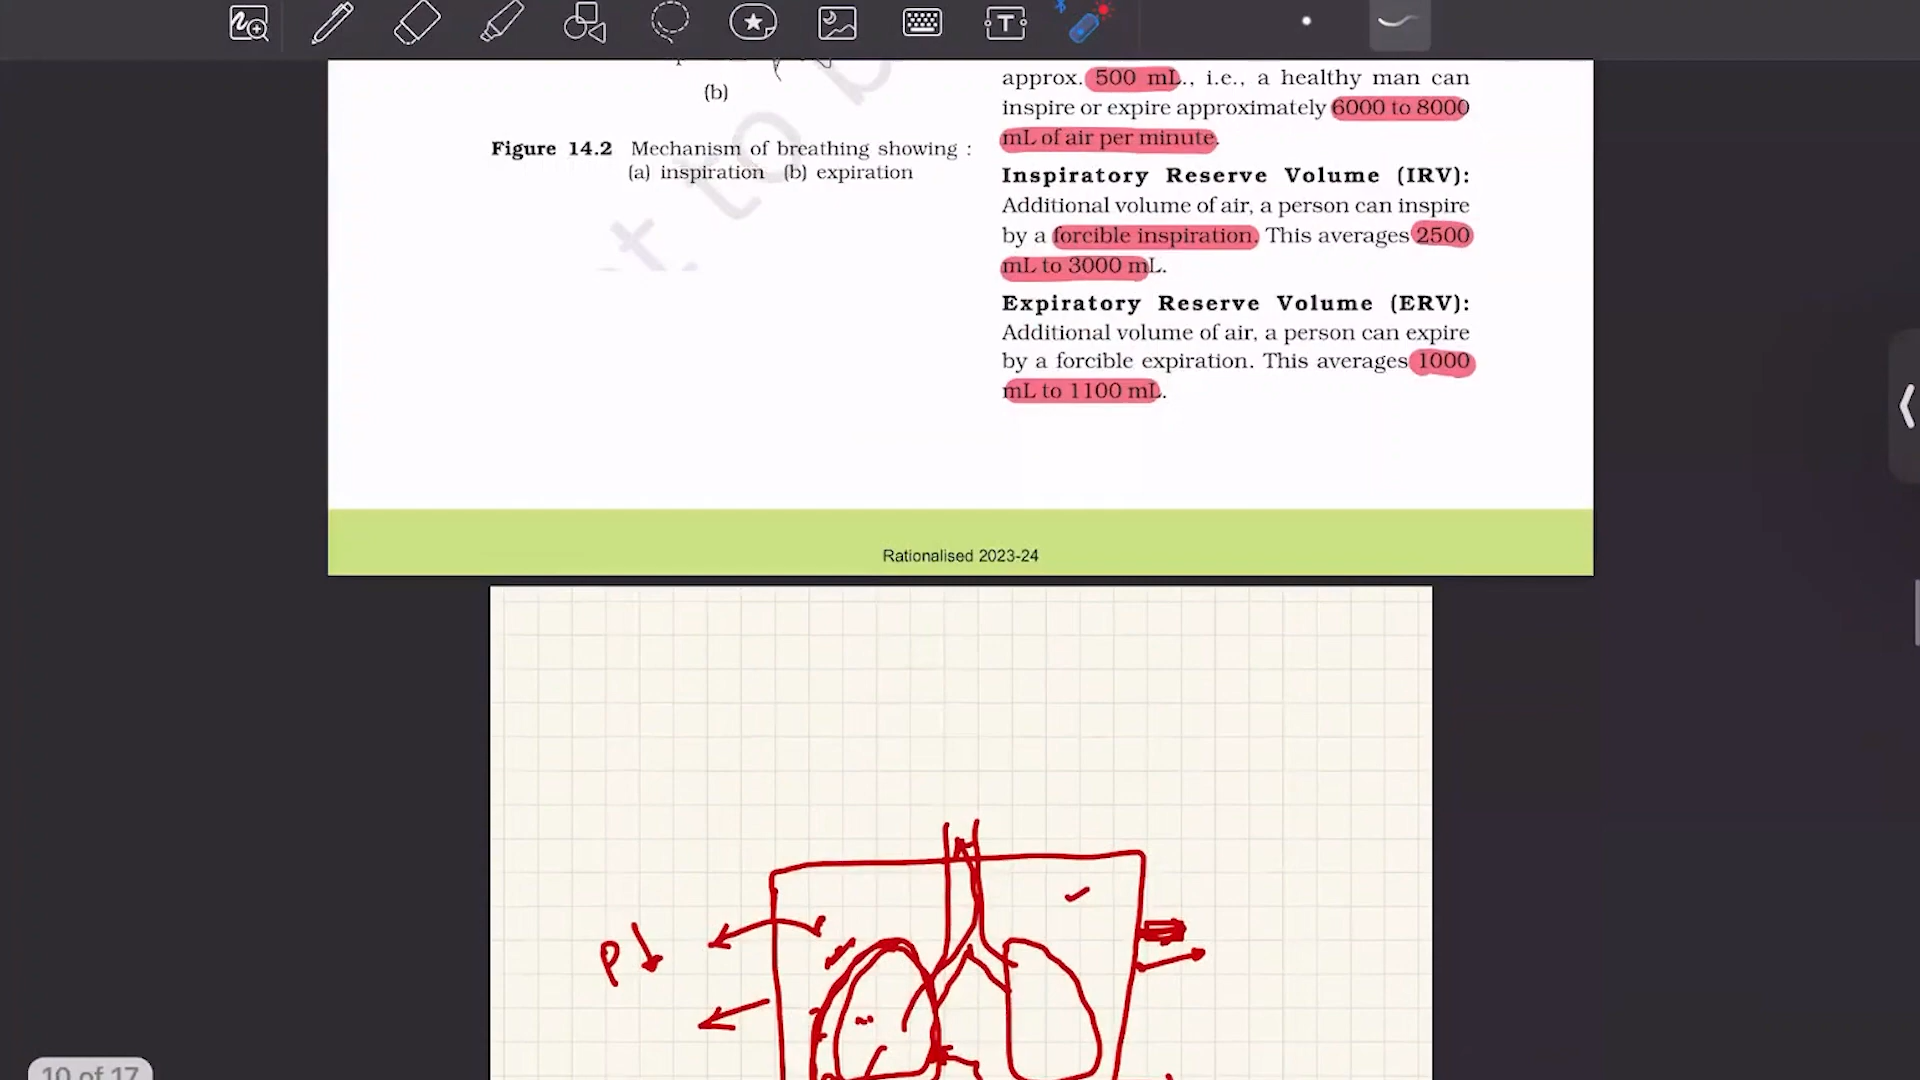 T
(b)
Figure 14.2 Mechanism of breathing showing :
(a) inspiration (b) expiration
approx. 500 mL., i.e., a healthy man can
inspire or expire approximately 6000 to 8000
mL of air per minute.
Inspiratory Reserve Volume (IRV):
Additional volume of air, a person can inspire
by a forcible inspiration. This averages 2500
mL to 3000 mL.
Expiratory Reserve Volume (ERV):
Additional volume of air, a person can expire
by a forcible expiration. This averages 1000
mL to 1100 mL.
Rationalised 2023-24
P
10 of 17